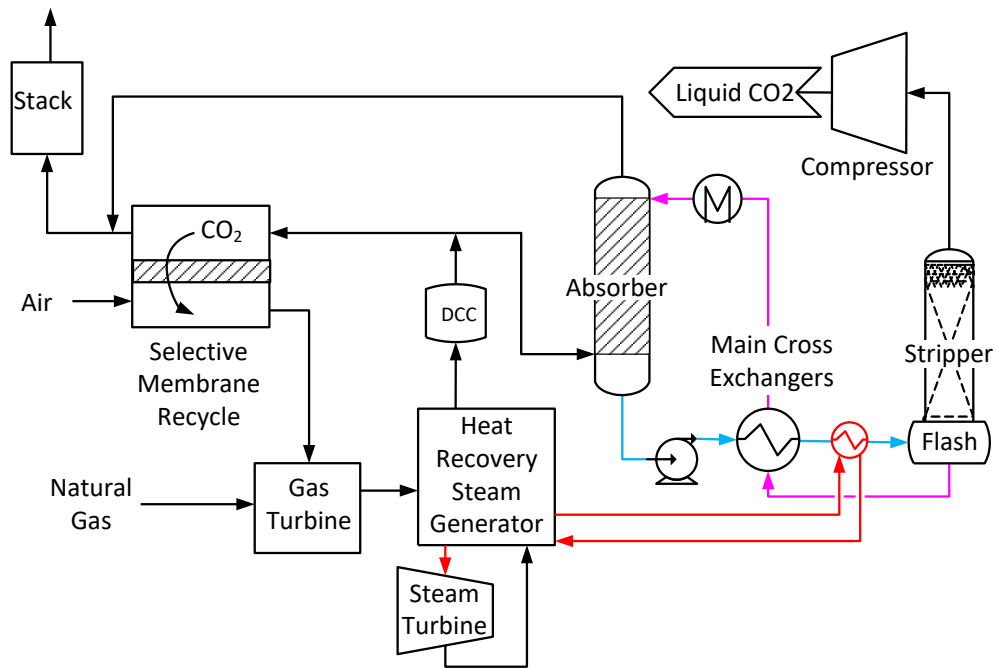 Stack
Liquid CO2
Compressor
CO₂
Air
Selective
Membrane
Recycle
DCC
Absorber
Main Cross
Exchangers
Stripper
Flash
Heat
Recovery
Steam
Generator
Natural
Gas
Gas
Turbine
Steam
Turbine